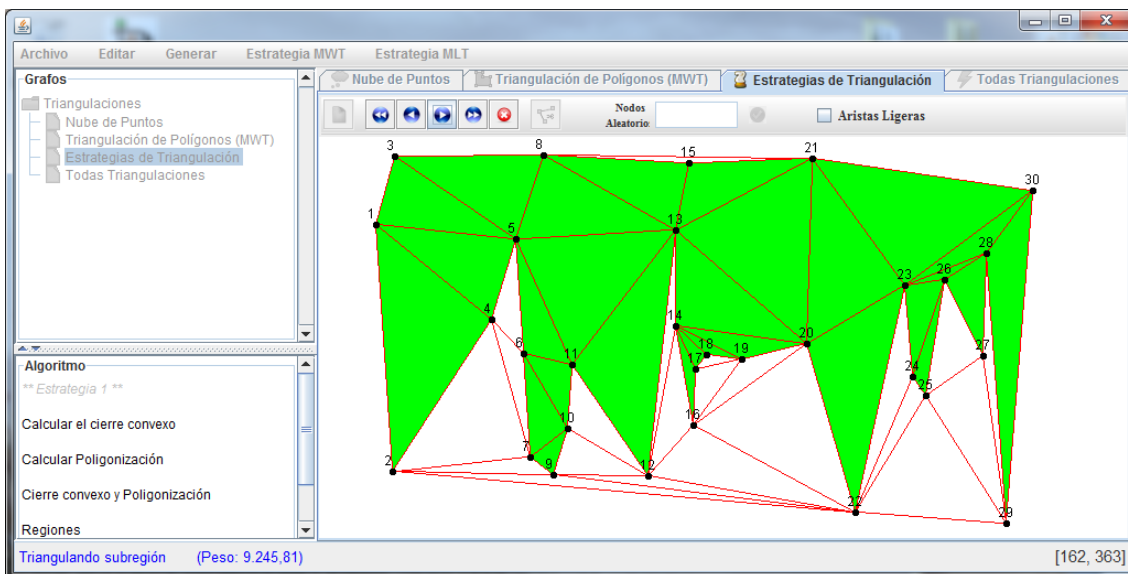 Archivo Editar Generar Estrategia MWT Estrategia MLT
Grafos
Triangulaciones
Nube de Puntos
Triangulación de Polígonos (MWT)
Estrategias de Triangulación
Todas Triangulaciones
Algoritmo
** Estrategia 1 **
Calcular el cierre convexo
Calcular Poligonización
Cierre convexo y Poligonización
Regiones
Nube de Puntos Triangulación de Polígonos (MWT) Estrategias de Triangulación Todas Triangulaciones
Nodos
Aleatorio:
Aristas Ligeras
3 8 15 21
30
1 5 13
28
23 26
4 14
6 11 18 19 20 27
17 24
25
10 16
7
2 9 12
22 29
Triangulando subregión (Peso: 9.245,81) [162, 363]